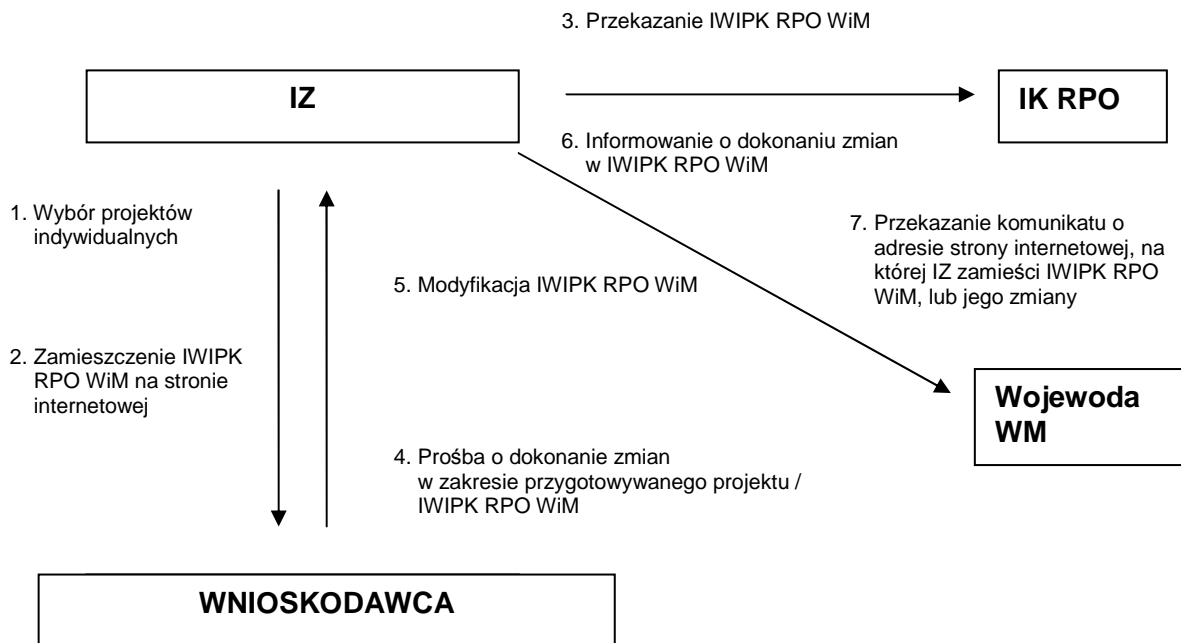 3. Przekazanie IWIPK RPO WiM
IZ
IK RPO
6. Informowanie o dokonaniu zmian
w IWIPK RPO WiM
1. Wybór projektów
indywidualnych
7. Przekazanie komunikatu o
adresie strony internetowej, na
której IZ zamieści IWIPK RPO
WiM, lub jego zmiany
5. Modyfikacja IWIPK RPO WiM
2. Zamieszczenie IWIPK
RPO WiM na stronie
internetowej
Wojewoda
WM
4. Prośba o dokonanie zmian
w zakresie przygotowywanego projektu /
IWIPK RPO WiM
WNIOSKODAWCA